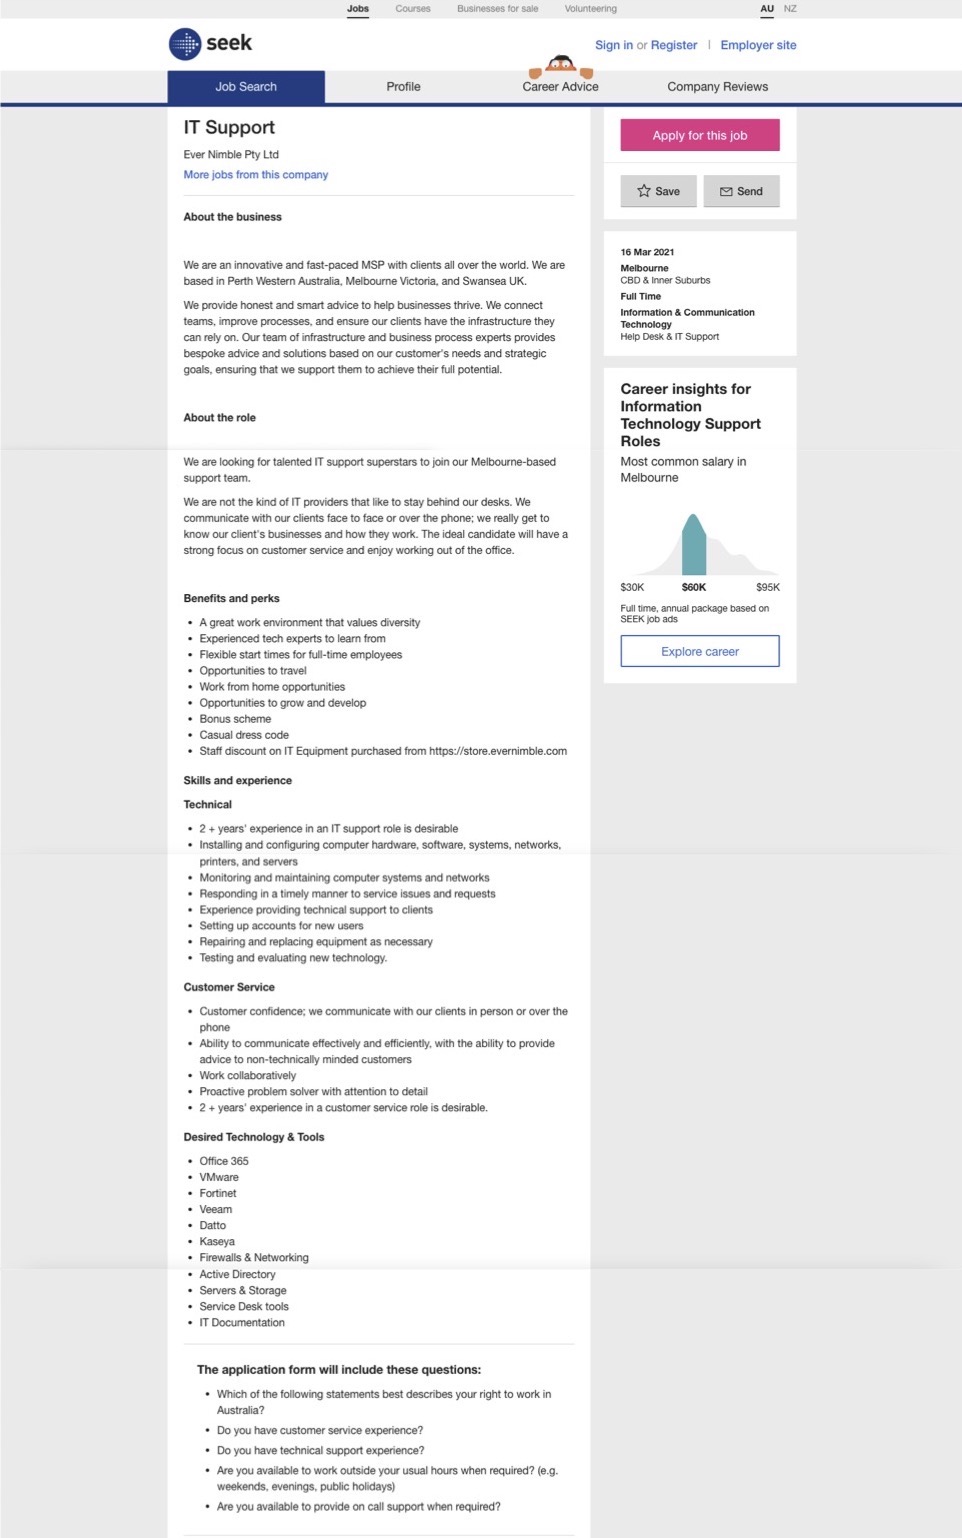 Jobs Courses Businesses for sale Volunteering AU NZ
seek
Sign in or Register | Employer site
Job Search Profile Career Advice Company Reviews
IT Support
Ever Nimble Pty Ltd
More jobs from this company
About the business
We are an innovative and fast-paced MSP with clients all over the world. We are
based in Perth Western Australia, Melbourne Victoria, and Swansea UK.
We provide honest and smart advice to help businesses thrive. We connect
teams, improve processes, and ensure our clients have the infrastructure they
can rely on. Our team of infrastructure and business process experts provides
bespoke advice and solutions based on our customer's needs and strategic
goals, ensuring that we support them to achieve their full potential.
About the role
We are looking for talented IT support superstars to join our Melbourne-based
support team.
We are not the kind of IT providers that like to stay behind our desks. We
communicate with our clients face to face or over the phone; we really get to
know our client's businesses and how they work. The ideal candidate will have a
strong focus on customer service and enjoy working out of the office.
Benefits and perks
• A great work environment that values diversity
• Experienced tech experts to learn from
• Flexible start times for full-time employees
• Opportunities to travel
• Work from home opportunities
• Opportunities to grow and develop
• Bonus scheme
• Casual dress code
• Staff discount on IT Equipment purchased from https://store.evernimble.com
Skills and experience
Technical
• 2 + years' experience in an IT support role is desirable
• Installing and configuring computer hardware, software, systems, networks,
printers, and servers
• Monitoring and maintaining computer systems and networks
• Responding in a timely manner to service issues and requests
• Experience providing technical support to clients
• Setting up accounts for new users
• Repairing and replacing equipment as necessary
• Testing and evaluating new technology.
Customer Service
• Customer confidence; we communicate with our clients in person or over the
phone
• Ability to communicate effectively and efficiently, with the ability to provide
advice to non-technically minded customers
• Work collaboratively
• Proactive problem solver with attention to detail
• 2 + years' experience in a customer service role is desirable.
Desired Technology & Tools
• Office 365
• VMware
• Fortinet
• Veeam
• Datto
• Kaseya
• Firewalls & Networking
• Active Directory
• Servers & Storage
• Service Desk tools
• IT Documentation
The application form will include these questions:
• Which of the following statements best describes your right to work in
Australia?
• Do you have customer service experience?
• Do you have technical support experience?
• Are you available to work outside your usual hours when required? (e.g.
weekends, evenings, public holidays)
• Are you available to provide on call support when required?
Apply for this job
Save Send
16 Mar 2021
Melbourne
CBD & Inner Suburbs
Full Time
Information & Communication
Technology
Help Desk & IT Support
Career insights for
Information
Technology Support
Roles
Most common salary in
Melbourne
$30K $60K $95K
Full time, annual package based on
SEEK job ads
Explore career